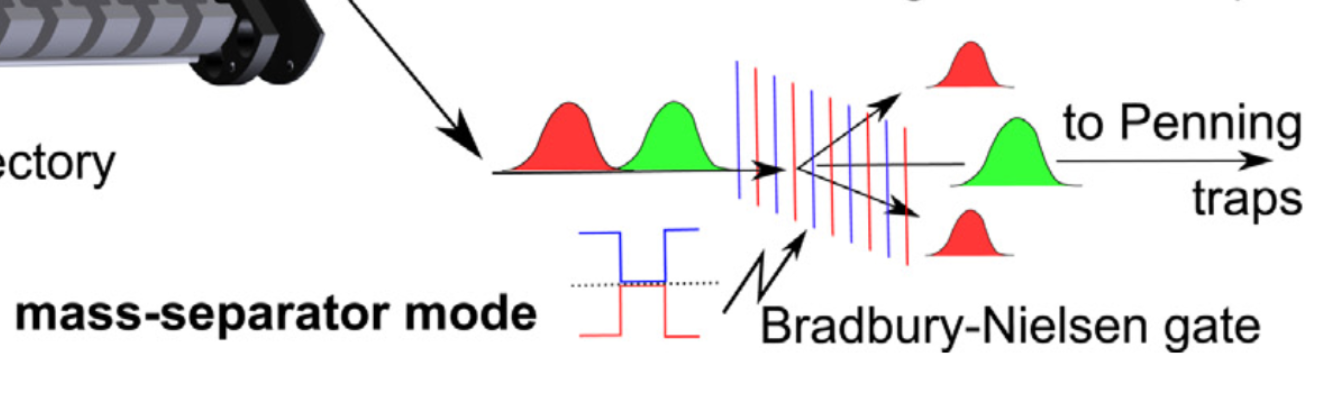 to Penning
ectory
traps
mass-separator mode
Bradbury-Nielsen gate